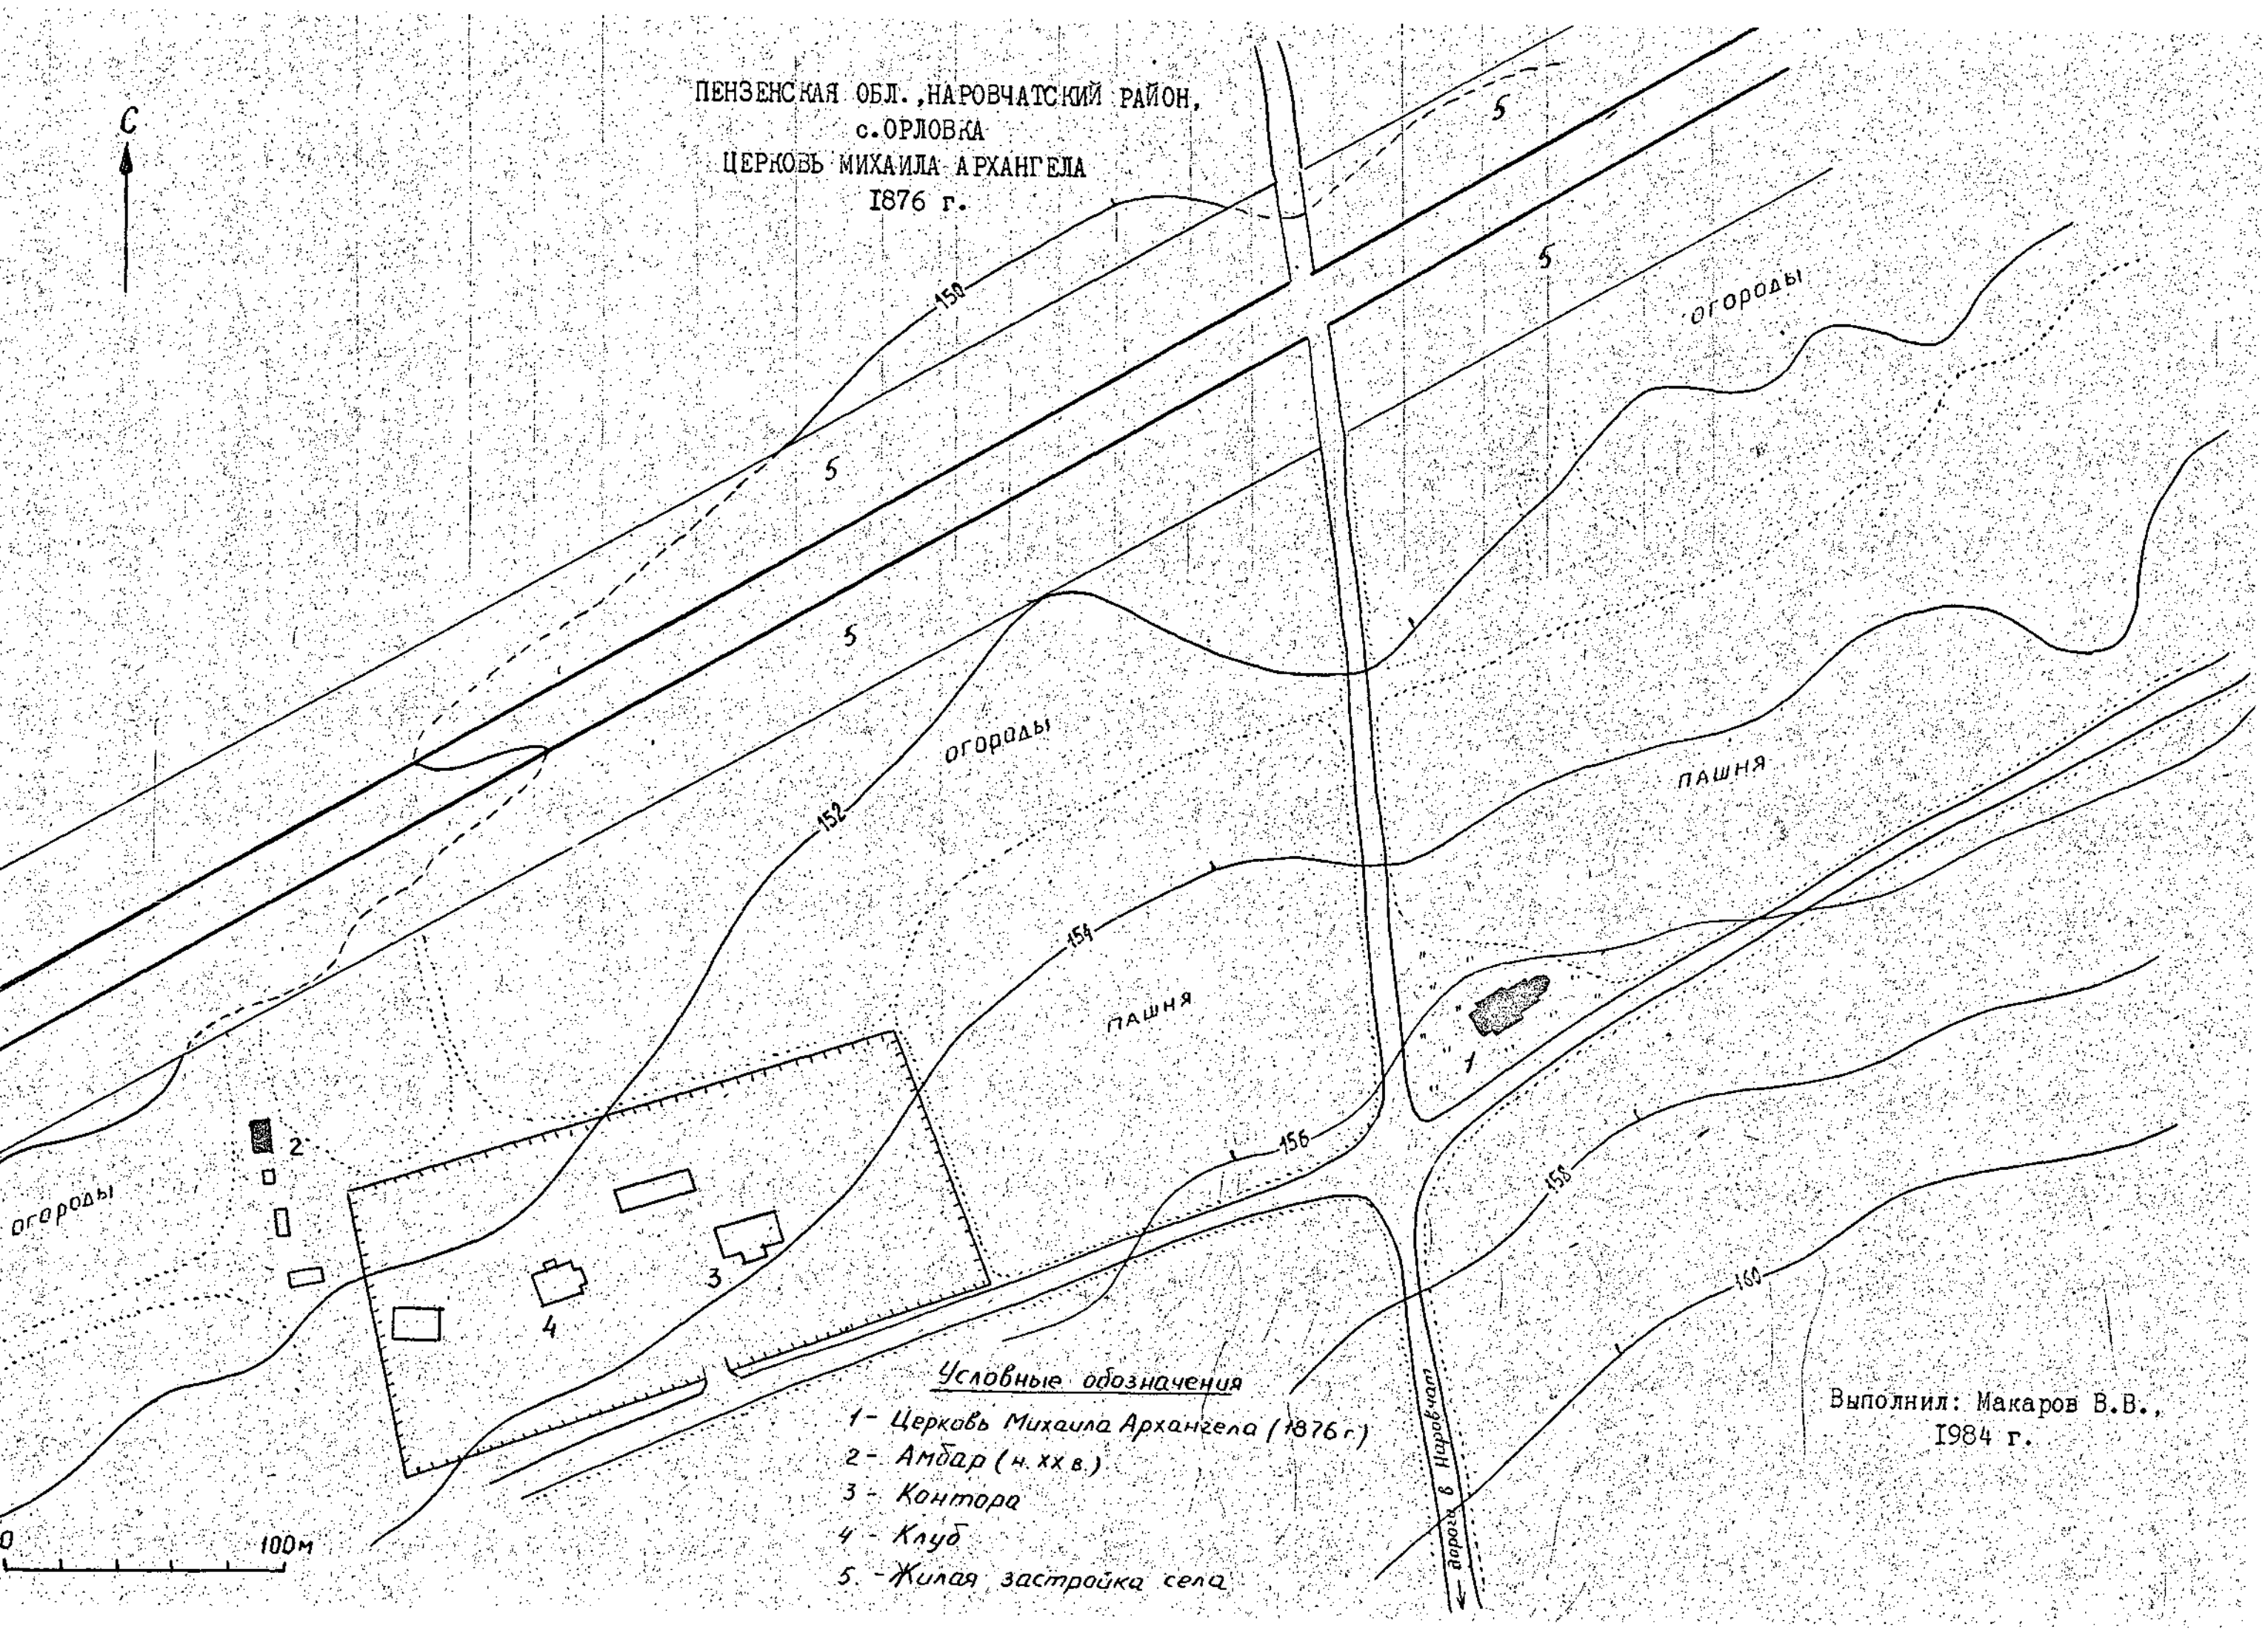 С
ПЕНЗЕНСКАЯ ОБЛ., НАРОВЧАТСКИЙ РАЙОН,
с.ОРЛОВКА
ЦЕРКОВЬ МИХАИЛА АРХАНГЕЛА
I876 г.
5
5
150
огороды
5
5
огороды
152
пашня
154
пашня
1
2
156
158
огороды
3
160
4
Условные обозначения
1 - Церковь Михаила Архангела (1876 г)
2 - Амбар (н. XX в.)
3 - Контора
4 - Клуб
5. - Жилая застройка села
дорога в Наровчат
Выполнил: Макаров В.В.,
I984 г.
0
100м